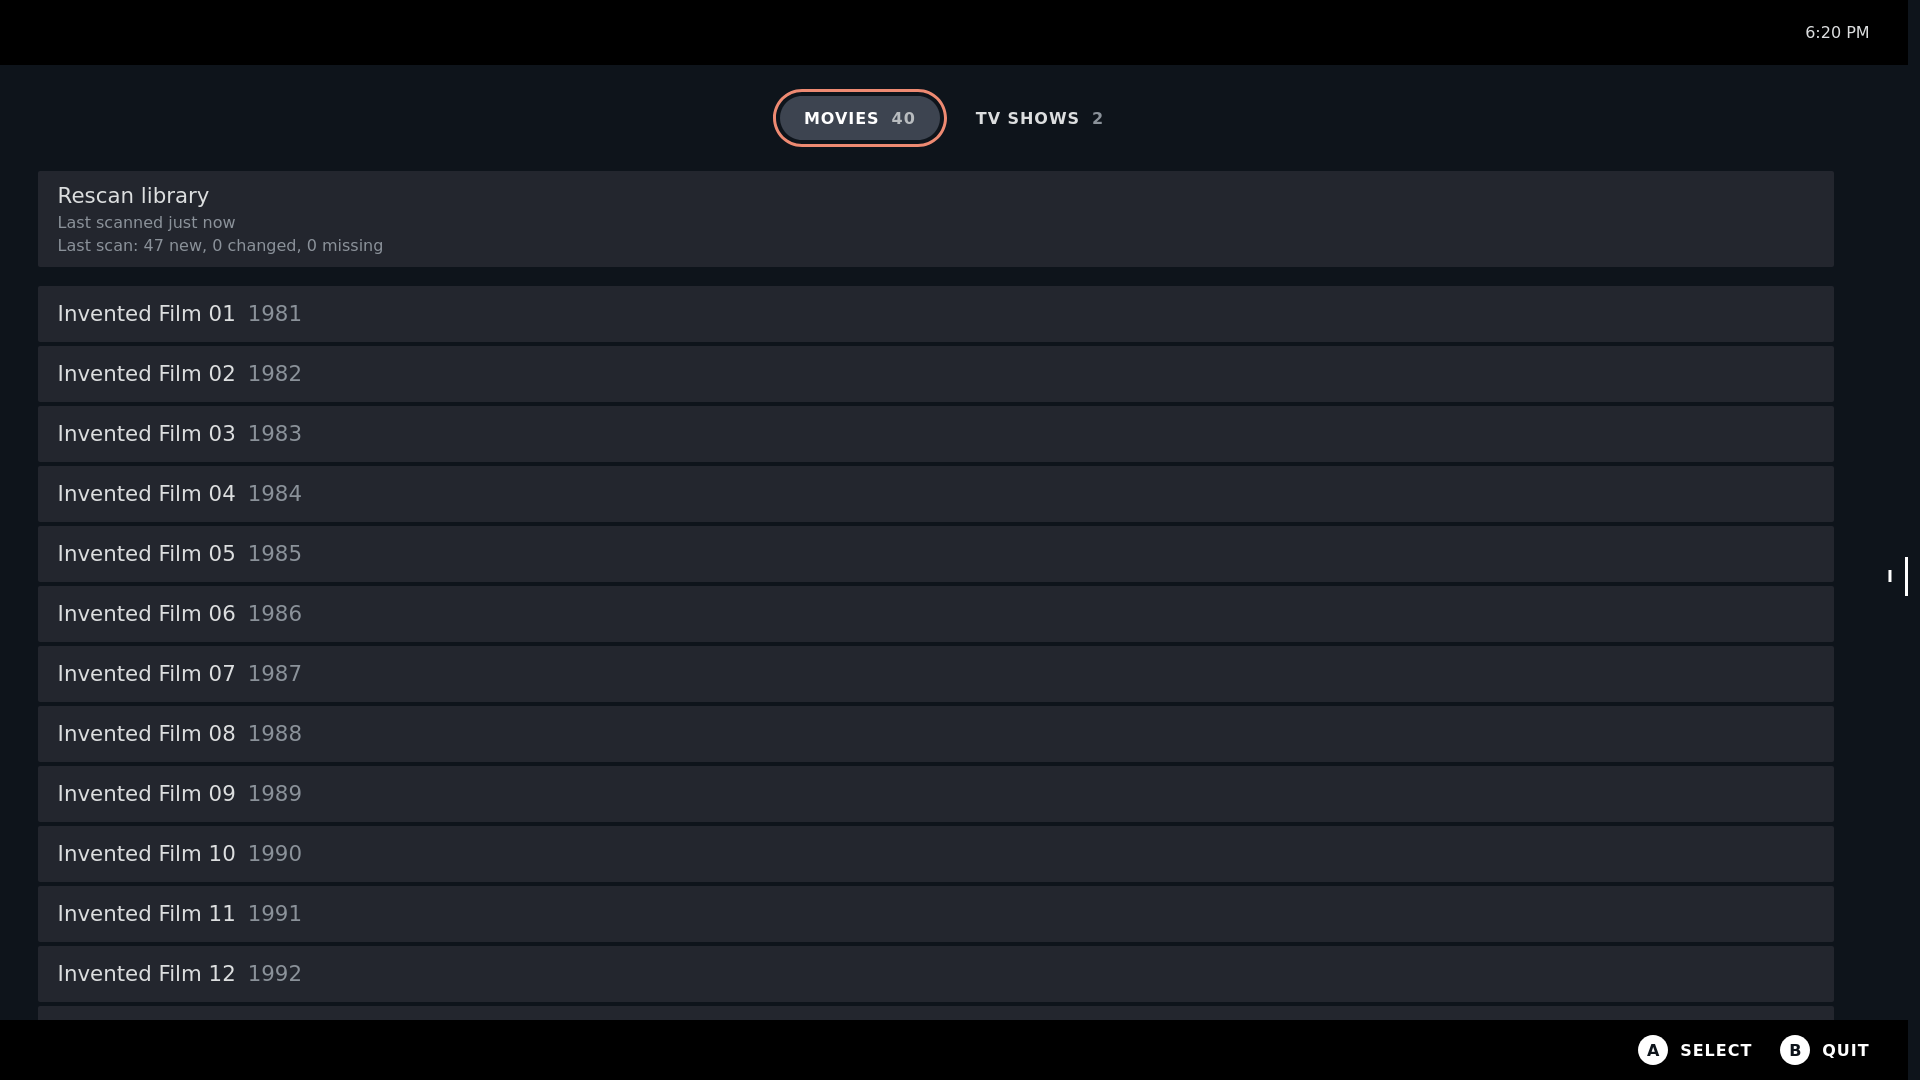 6:20 PM
MOVIES 40 TV SHOWS 2
Rescan library
Last scanned just now
Last scan: 47 new, 0 changed, 0 missing
Invented Film 01 1981
Invented Film 02 1982
Invented Film 03 1983
Invented Film 04 1984
Invented Film 05 1985
Invented Film 06 1986
I
Invented Film 07 1987
Invented Film 08 1988
Invented Film 09 1989
Invented Film 10 1990
Invented Film 11 1991
Invented Film 12 1992
A SELECT B QUIT